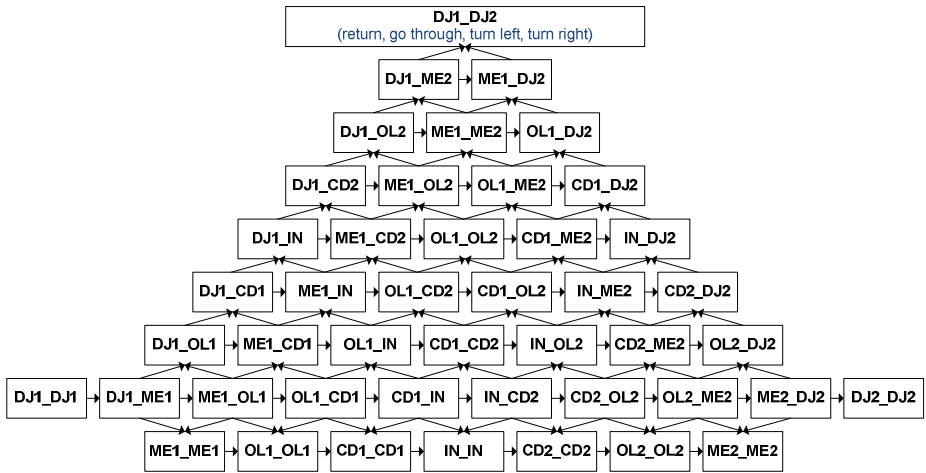 DJ1_DJ2
(return, go through, turn left, turn right)
DJ1_ME2 ME1_DJ2
DJ1_OL2 ME1_ME2 OL1_DJ2
DJ1_CD2 ME1_OL2 OL1_ME2 CD1_DJ2
DJ1_IN ME1_CD2 OL1_OL2 CD1_ME2 IN_DJ2
DJ1_CD1 ME1_IN OL1_CD2 CD1_OL2 IN_ME2 CD2_DJ2
DJ1_OL1 ME1_CD1 OL1_IN CD1_CD2 IN_OL2 CD2_ME2 OL2_DJ2
DJ1_DJ1 DJ1_ME1 ME1_OL1 OL1_CD1 CD1_IN IN_CD2 CD2_OL2 OL2_ME2 ME2_DJ2 DJ2_DJ2
ME1_ME1 OL1_OL1 CD1_CD1 IN_IN CD2_CD2 OL2_OL2 ME2_ME2